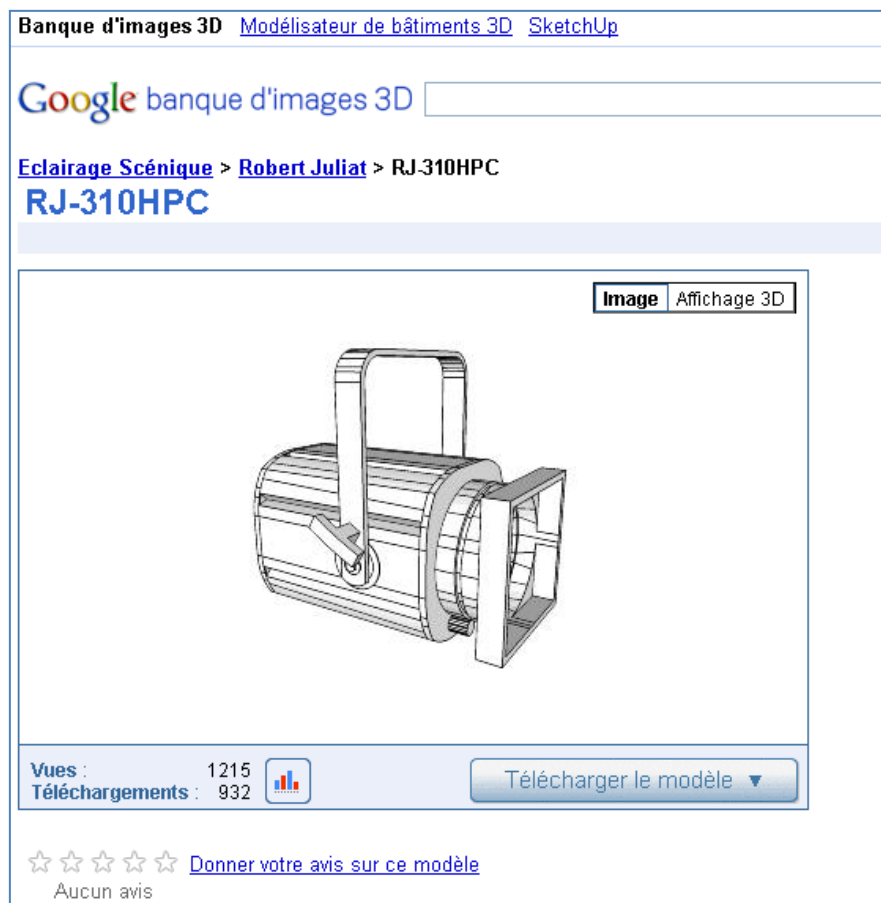 Banque d'images 3D Modélisateur de bâtiments 3D SketchUp
Google banque d'images 3D
Eclairage Scénique > Robert Juliat > RJ-310HPC
RJ-310HPC
Image Affichage 3D
Vues : 1215
Téléchargements : 932
Télécharger le modèle ▼
Donner votre avis sur ce modèle
Aucun avis